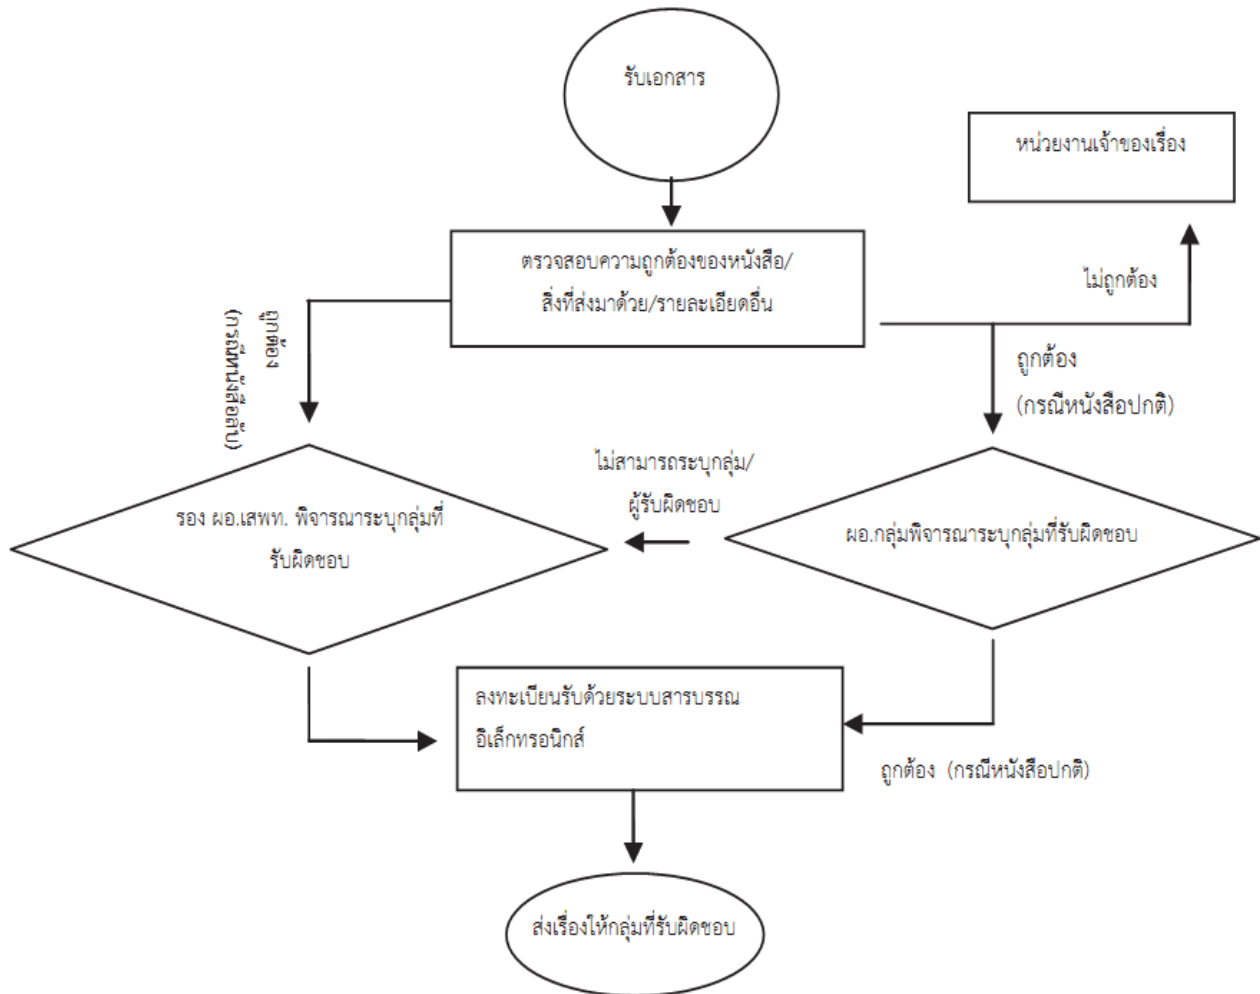 รับเอกสาร
หน่วยงานเจ้าของเรื่อง
ตรวจสอบความถูกต้องของหนังสือ/
สิ่งที่ส่งมาด้วย/รายละเอียดอื่น
ไม่ถูกต้อง
ถูกต้อง
(กรณีหนังสือลับ)
ถูกต้อง
(กรณีหนังสือปกติ)
ไม่สามารถระบุกลุ่ม/
ผู้รับผิดชอบ
รอง ผอ.เสพท. พิจารณาระบุกลุ่มที่
รับผิดชอบ
ผอ.กลุ่มพิจารณาระบุกลุ่มที่รับผิดชอบ
ลงทะเบียนรับด้วยระบบสารบรรณ
อิเล็กทรอนิกส์
ถูกต้อง (กรณีหนังสือปกติ)
ส่งเรื่องให้กลุ่มที่รับผิดชอบ